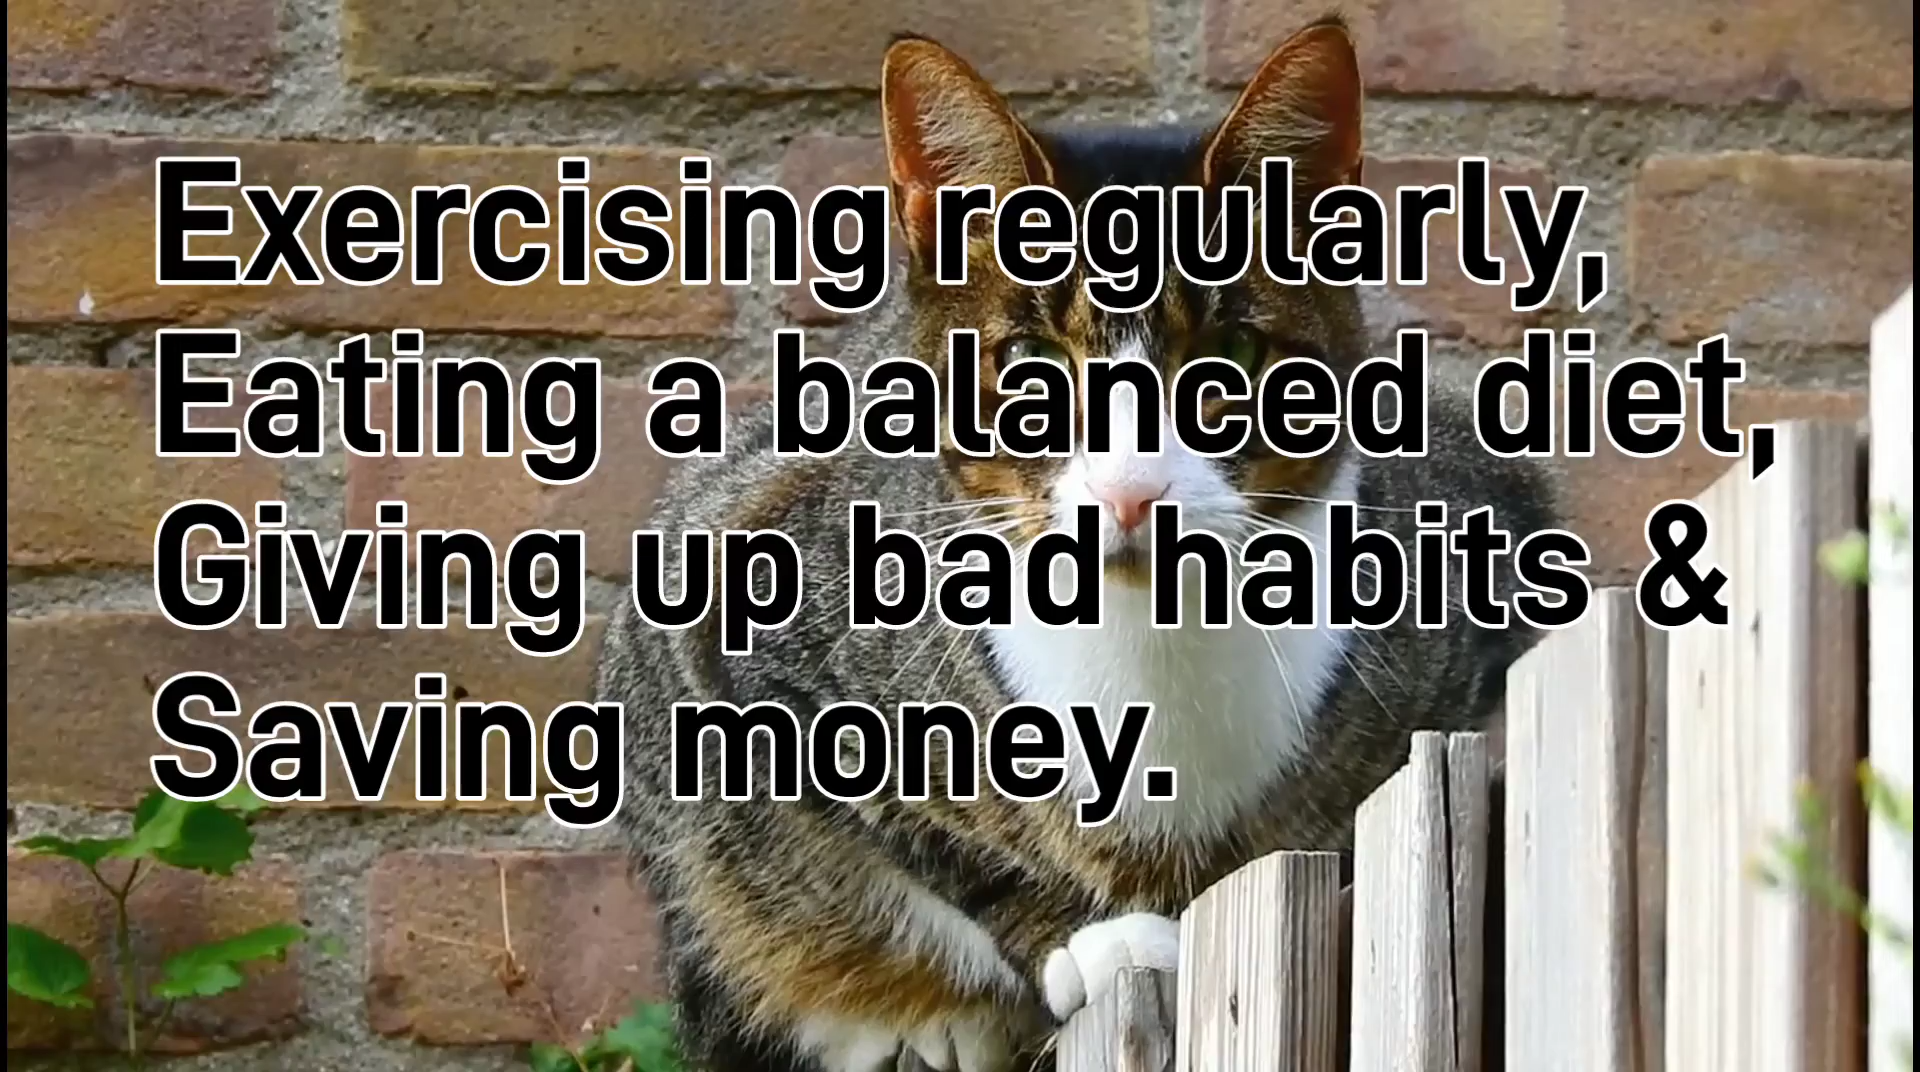 Exercising regularly,
Eating a balanced diet,
Giving up bad habits &
Saving money.